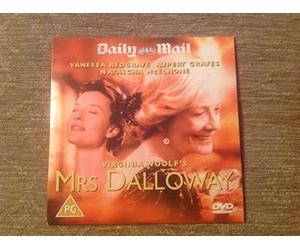 Daily Mail
VANESSA REDGRAVE RUPERT GRAVES
NATASCHA McELHONE
VIRGINIA WOOLF'S
MRS DALLOWAY
PG
DVD